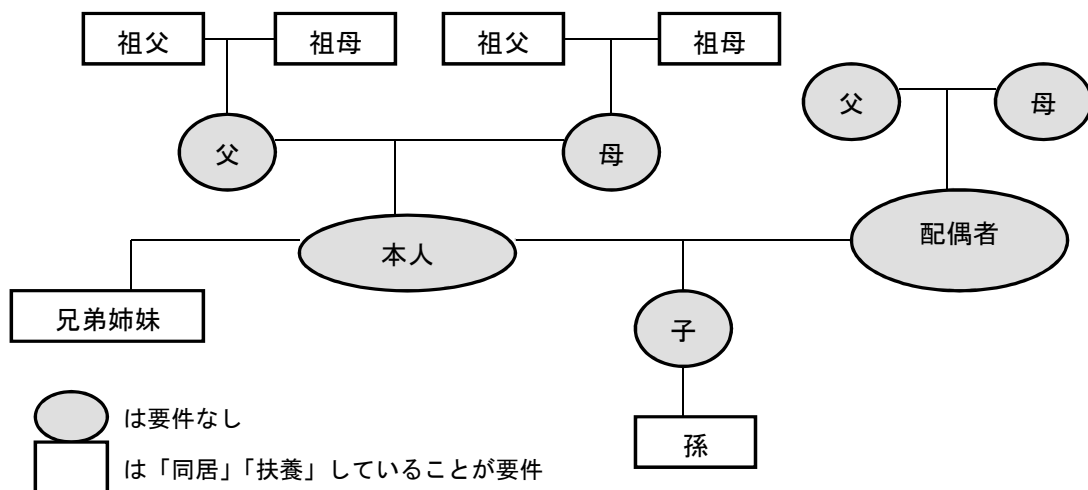 祖父
祖母
祖父
祖母
父
母
父
母
本人
配偶者
兄弟姉妹
子
は要件なし
孫
は「同居」「扶養」していることが要件